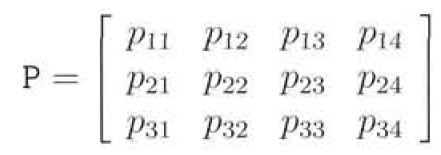 p₁₁ p₁₂ p₁₃ p₁₄
P = [ p₂₁ p₂₂ p₂₃ p₂₄ ]
p₃₁ p₃₂ p₃₃ p₃₄